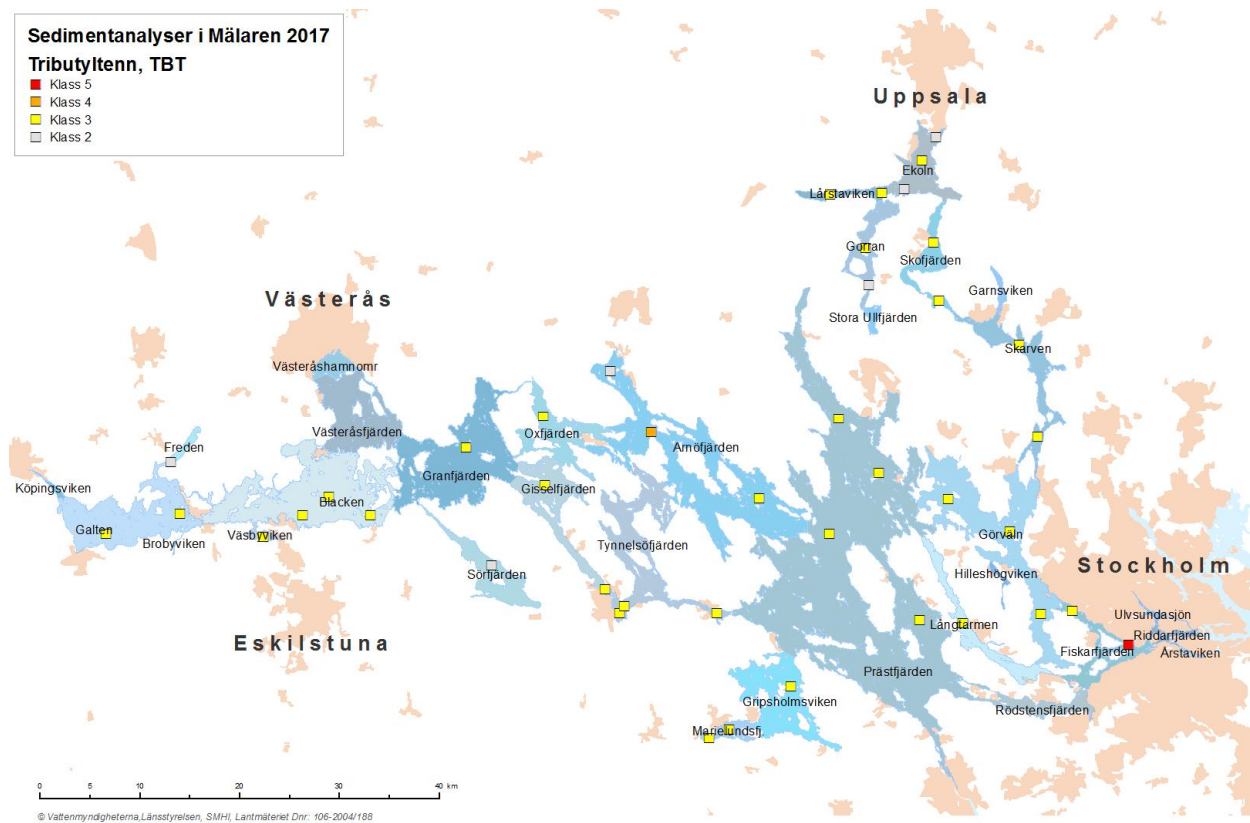 Sedimentanalyser i Mälaren 2017
Tributyltenn, TBT
Klass 5
Klass 4
Klass 3
Klass 2
Uppsala
Ekoln
Lårstaviken
Gorran
Skofjärden
Garnsviken
Stora Ullfjärden
Skarven
Västerås
Västeråshamnomr
Västeråsfjärden
Freden
Köpingsviken
Galten
Brobyviken
Väsbyviken
Blacken
Granfjärden
Oxfjärden
Arnöfjärden
Gisselfjärden
Tynnelsöfjärden
Sörfjärden
Eskilstuna
Görväln
Hilleshögviken
Stockholm
Ulvsundasjön
Riddarfjärden
Årstaviken
Fiskarfjärden
Långtarmen
Prästfjärden
Rödstensfjärden
Gripsholmsviken
Marielundsfj.
0 5 10 20 30 40 km
© Vattenmyndigheterna,Länsstyrelsen, SMHI, Lantmäteriet Dnr: 106-2004/188